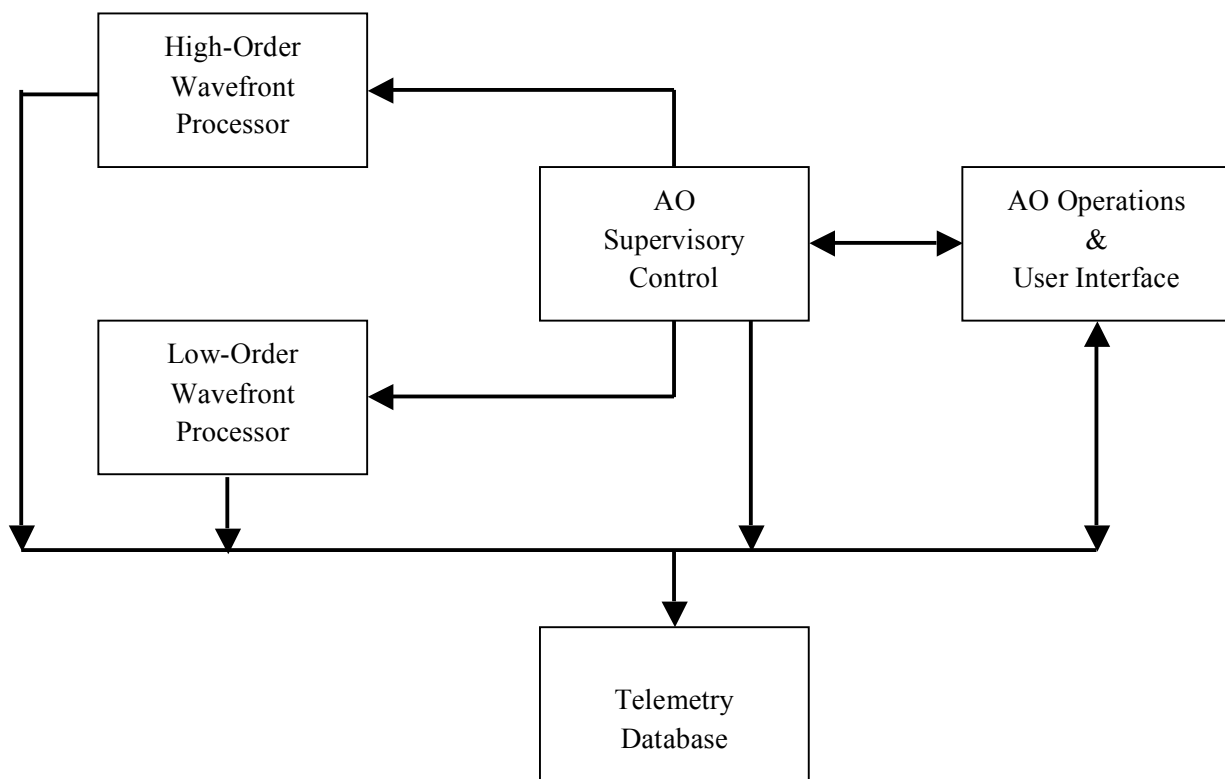 High-Order
Wavefront
Processor
AO
Supervisory
Control
AO Operations
&
User Interface
Low-Order
Wavefront
Processor
Telemetry
Database